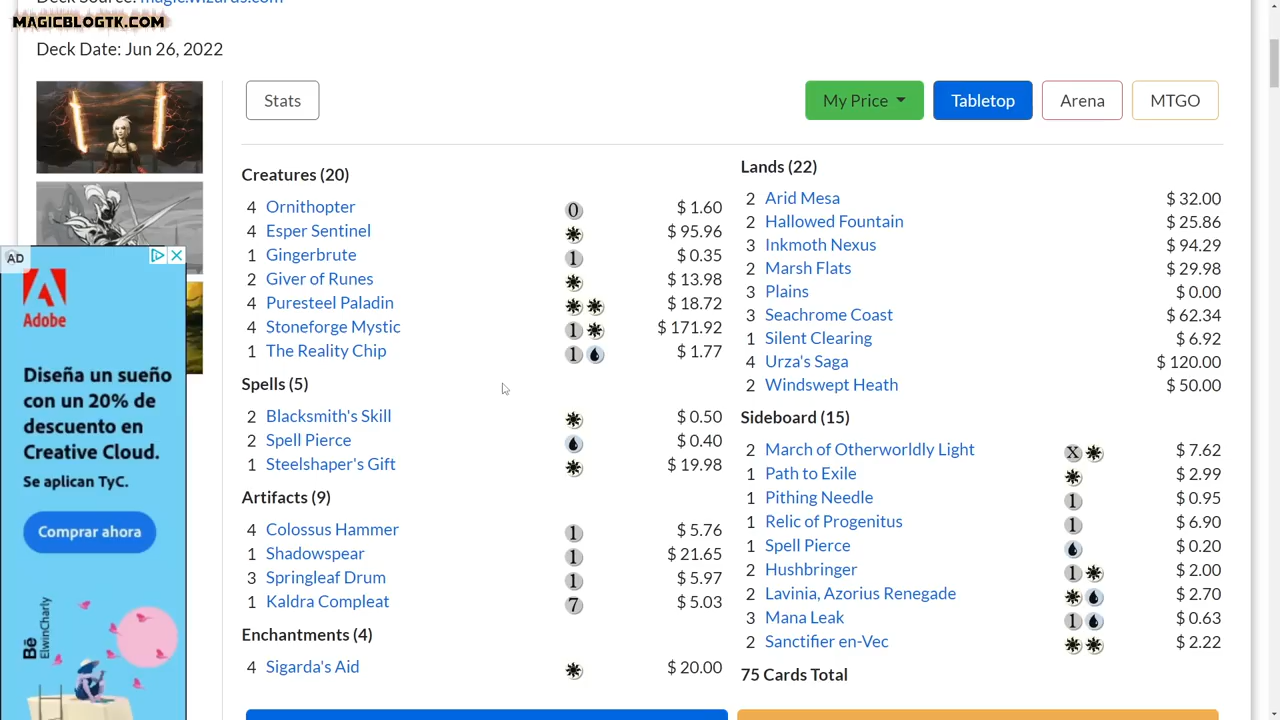 Deck Source: magic.wizards.com
MAGICBLOGTK.COM
Deck Date: Jun 26, 2022
Stats
My Price
Tabletop
Arena
MTGO
Creatures (20)
4 Ornithopter 0 $ 1.60
4 Esper Sentinel $ 95.96
1 Gingerbrute 1 $ 0.35
2 Giver of Runes $ 13.98
4 Puresteel Paladin $ 18.72
4 Stoneforge Mystic 1 $ 171.92
1 The Reality Chip 1 $ 1.77
Spells (5)
2 Blacksmith's Skill $ 0.50
2 Spell Pierce $ 0.40
1 Steelshaper's Gift $ 19.98
Artifacts (9)
4 Colossus Hammer 1 $ 5.76
1 Shadowspear 1 $ 21.65
3 Springleaf Drum 1 $ 5.97
1 Kaldra Compleat 7 $ 5.03
Enchantments (4)
4 Sigarda's Aid $ 20.00
Lands (22)
2 Arid Mesa $ 32.00
2 Hallowed Fountain $ 25.86
3 Inkmoth Nexus $ 94.29
2 Marsh Flats $ 29.98
3 Plains $ 0.00
3 Seachrome Coast $ 62.34
1 Silent Clearing $ 6.92
4 Urza's Saga $ 120.00
2 Windswept Heath $ 50.00
Sideboard (15)
2 March of Otherworldly Light X $ 7.62
1 Path to Exile $ 2.99
1 Pithing Needle 1 $ 0.95
1 Relic of Progenitus 1 $ 6.90
1 Spell Pierce $ 0.20
2 Hushbringer 1 $ 2.00
2 Lavinia, Azorius Renegade $ 2.70
3 Mana Leak 1 $ 0.63
2 Sanctifier en-Vec $ 2.22
75 Cards Total
AD
Adobe
Diseña un sueño
con un 20% de
descuento en
Creative Cloud.
Se aplican TyC.
Comprar ahora
Bē
ElwinCharly